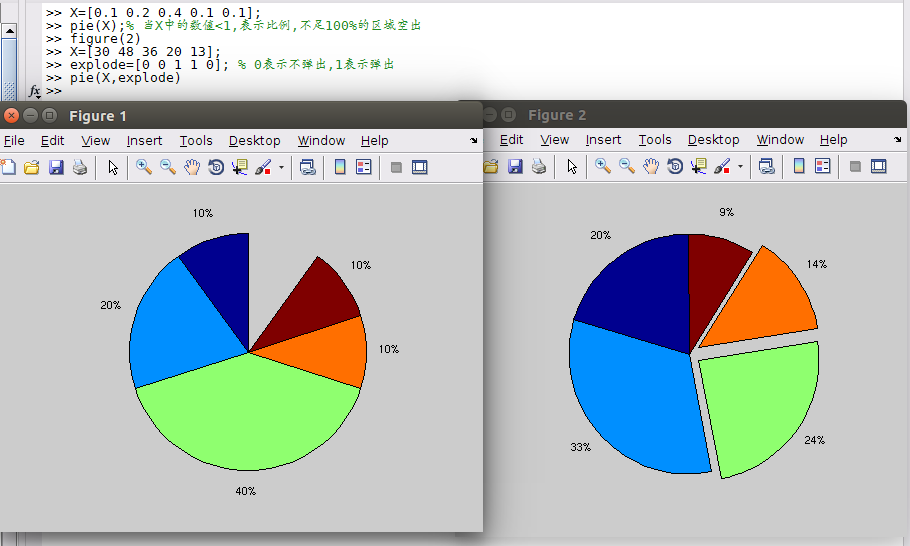 >> X=[0.1 0.2 0.4 0.1 0.1];
>> pie(X);% 当X中的数值<1,表示比例,不足100%的区域空出
>> figure(2)
>> X=[30 48 36 20 13];
>> explode=[0 0 1 1 0]; % 0表示不弹出,1表示弹出
>> pie(X,explode)
fx >>
Figure 1
File Edit View Insert Tools Desktop Window Help
10%
10%
20%
10%
40%
Figure 2
Edit View Insert Tools Desktop Window Help
9%
20%
14%
24%
33%